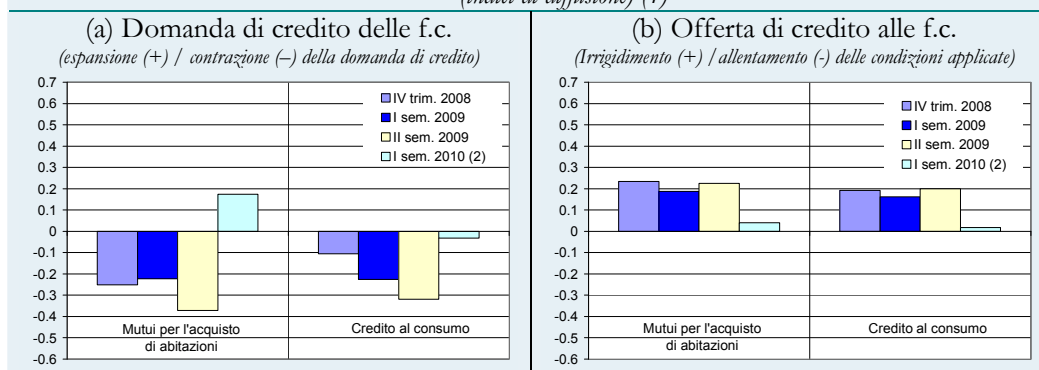 (indici di diffusione) (1)
(a) Domanda di credito delle f.c.
(espansione (+) / contrazione (–) della domanda di credito)
0.7
0.6
0.5
0.4
0.3
0.2
0.1
0
-0.1
-0.2
-0.3
-0.4
-0.5
-0.6
IV trim. 2008
I sem. 2009
II sem. 2009
I sem. 2010 (2)
Mutui per l'acquisto
di abitazioni
Credito al consumo
(b) Offerta di credito alle f.c.
(Irrigidimento (+) /allentamento (-) delle condizioni applicate)
0.7
0.6
0.5
0.4
0.3
0.2
0.1
0
-0.1
-0.2
-0.3
-0.4
-0.5
-0.6
IV trim. 2008
I sem. 2009
II sem. 2009
I sem. 2010 (2)
Mutui per l'acquisto
di abitazioni
Credito al consumo